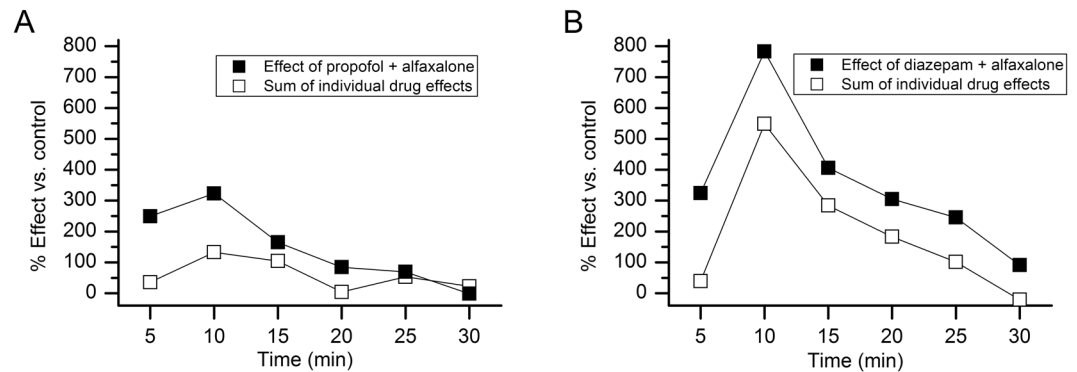 A
% Effect vs. control
800
700
600
500
400
300
200
100
0
Effect of propofol + alfaxalone
Sum of individual drug effects
5 10 15 20 25 30
Time (min)
B
% Effect vs. control
800
700
600
500
400
300
200
100
0
Effect of diazepam + alfaxalone
Sum of individual drug effects
5 10 15 20 25 30
Time (min)